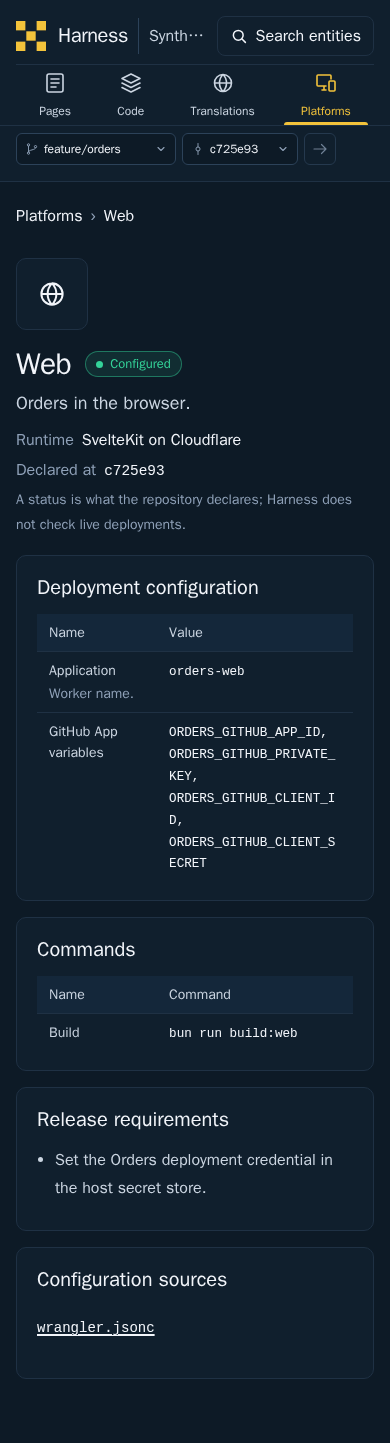 Harness
Synth···
Search entities
Pages
Code
Translations
Platforms
feature/orders
c725e93
Platforms › Web
Web
Configured
Orders in the browser.
Runtime SvelteKit on Cloudflare
Declared at c725e93
A status is what the repository declares; Harness does
not check live deployments.
Deployment configuration
Name Value
Application orders-web
Worker name.
GitHub App
variables
ORDERS_GITHUB_APP_ID,
ORDERS_GITHUB_PRIVATE_
KEY,
ORDERS_GITHUB_CLIENT_I
D,
ORDERS_GITHUB_CLIENT_S
ECRET
Commands
Name Command
Build bun run build:web
Release requirements
• Set the Orders deployment credential in
the host secret store.
Configuration sources
wrangler.jsonc